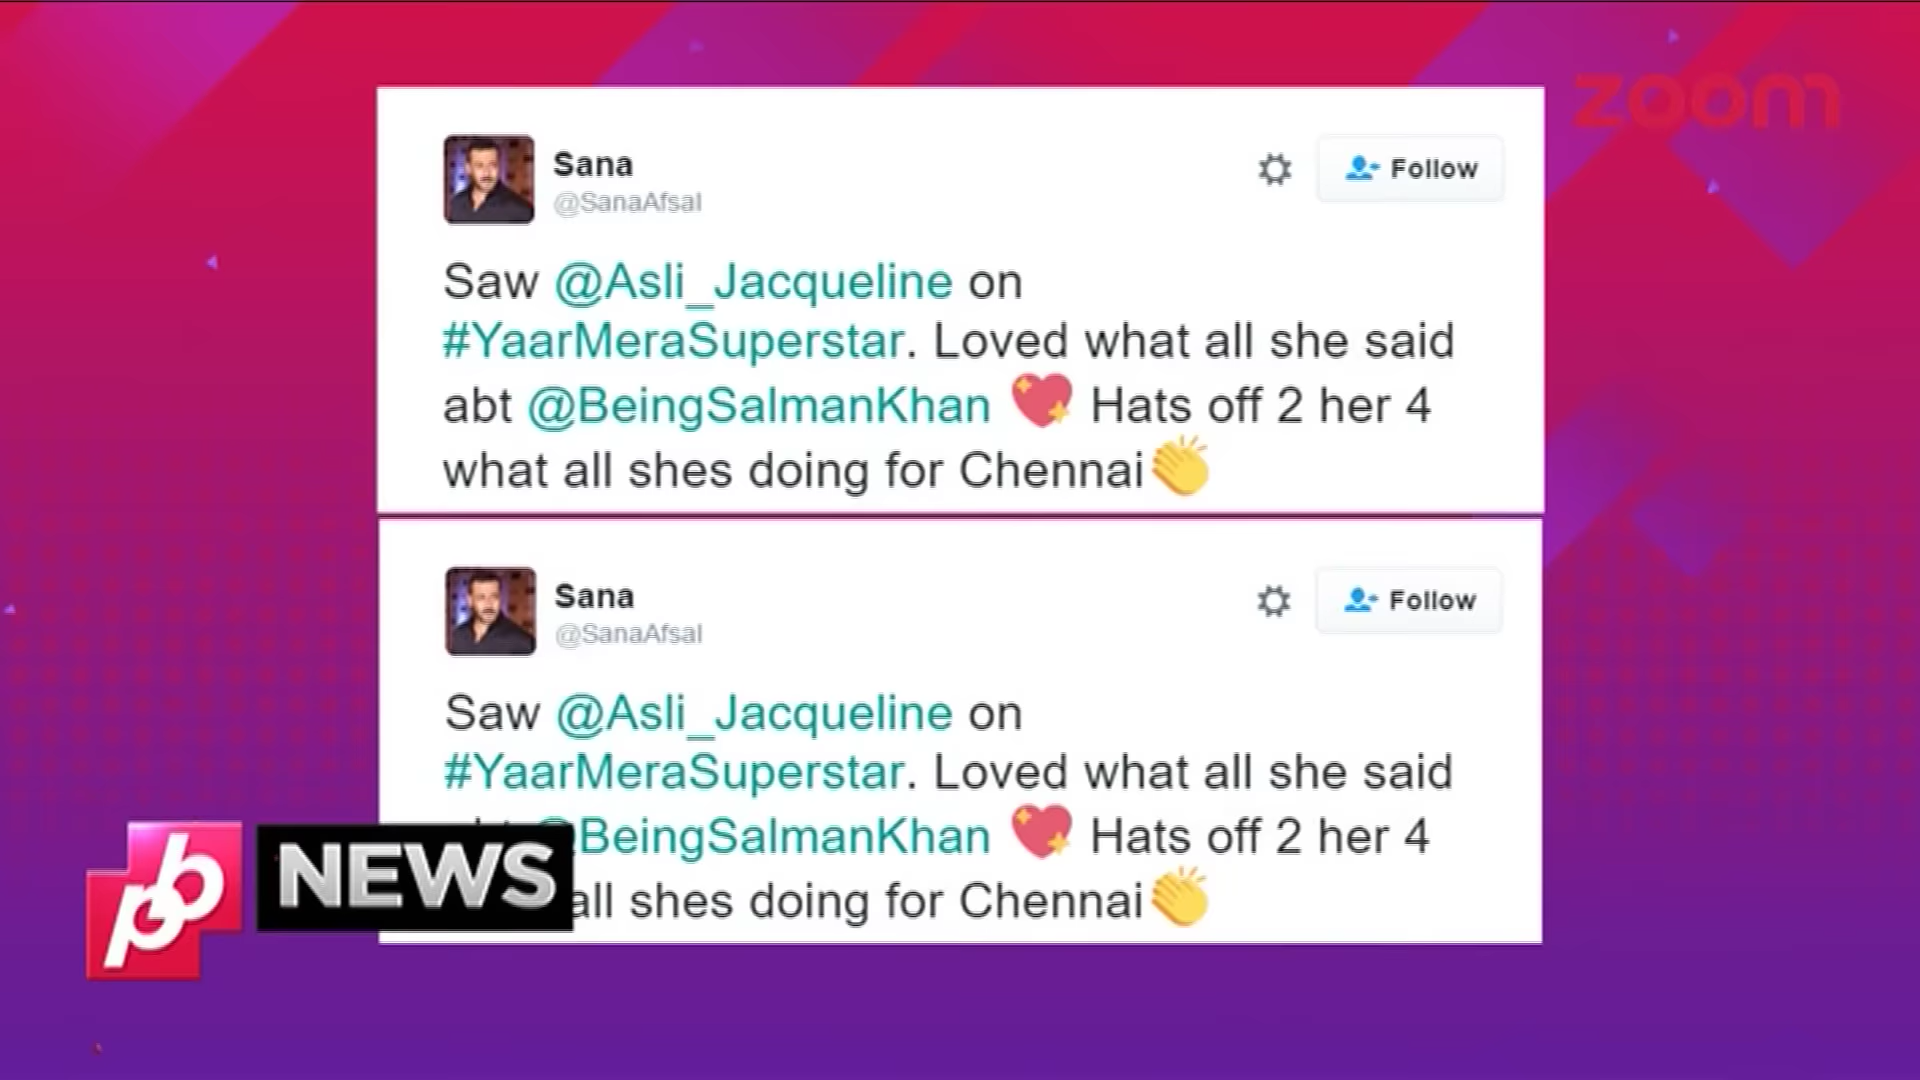 zoom
Sana
@SanaAfsal
Follow
Saw @Asli_Jacqueline on
#YaarMeraSuperstar. Loved what all she said
abt @BeingSalmanKhan 💖 Hats off 2 her 4
what all shes doing for Chennai👏
Sana
@SanaAfsal
Follow
Saw @Asli_Jacqueline on
#YaarMeraSuperstar. Loved what all she said
@BeingSalmanKhan 💖 Hats off 2 her 4
all shes doing for Chennai👏
pb NEWS